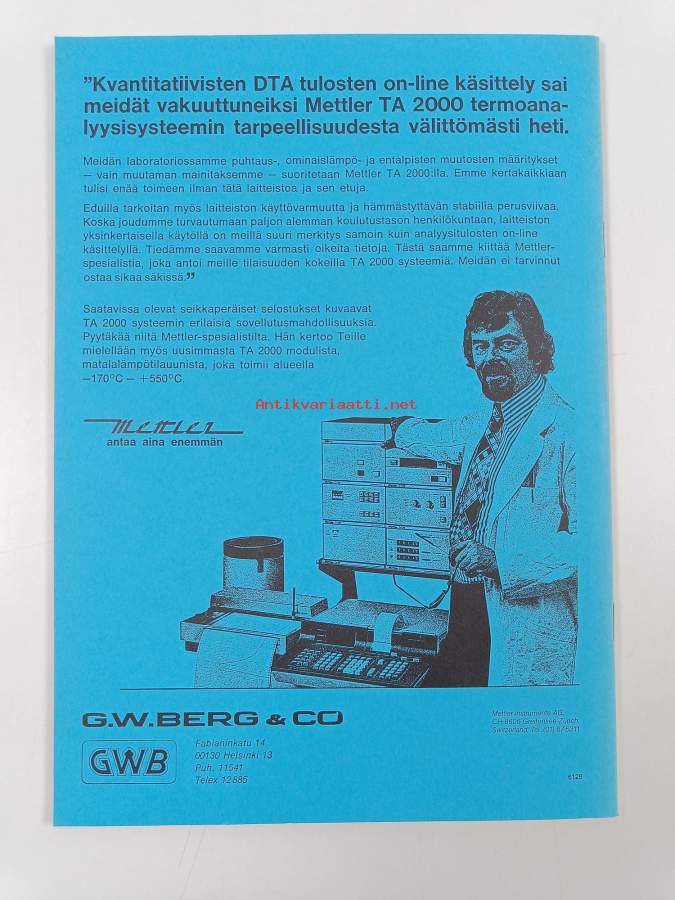 ”Kvantitatiivisten DTA tulosten on-line käsittely sai
meidät vakuuttuneiksi Mettler TA 2000 termoana-
lyysisysteemin tarpeellisuudesta välittömästi heti.
Meidän laboratoriossamme puhtaus-, ominaislämpö- ja entalpisten muutosten määritykset
— vain muutaman mainitaksemme — suoritetaan Mettler TA 2000:lla. Emme kertakaikkiaan
tulisi enää toimeen ilman tätä laitteistoa ja sen etuja.
Eduilla tarkoitan myös laitteiston käyttövarmuutta ja hämmästyttävän stabiilia perusviivaa.
Koska joudumme turvautumaan paljon alemman koulutustason henkilökuntaan, laitteiston
yksinkertaisella käytöllä on meillä suuri merkitys samoin kuin analyysitulosten on-line
käsittelyllä. Tiedämme saavamme varmasti oikeita tietoja. Tästä saamme kiittää Mettler-
spesialistia, joka antoi meille tilaisuuden kokeilla TA 2000 systeemiä. Meidän ei tarvinnut
ostaa sikaa säkissä.”
Saatavissa olevat seikkaperäiset selostukset kuvaavat
TA 2000 systeemin erilaisia sovellutusmahdollisuuksia.
Pyytäkää niitä Mettler-spesialistilta. Hän kertoo Teille
mielellään myös uusimmasta TA 2000 modulista,
matalalämpötilauunista, joka toimii alueella
—170°C — +550°C.
Antikvariaatti.net
Mettler
antaa aina enemmän
G.W.BERG & CO
GWB
Fabianinkatu 14
00130 Helsinki 13
Puh. 11541
Telex 12885
Mettler Instrumente AG,
CH-8606 Greifensee-Zürich,
Switzerland, Tel. (01) 876311
6126